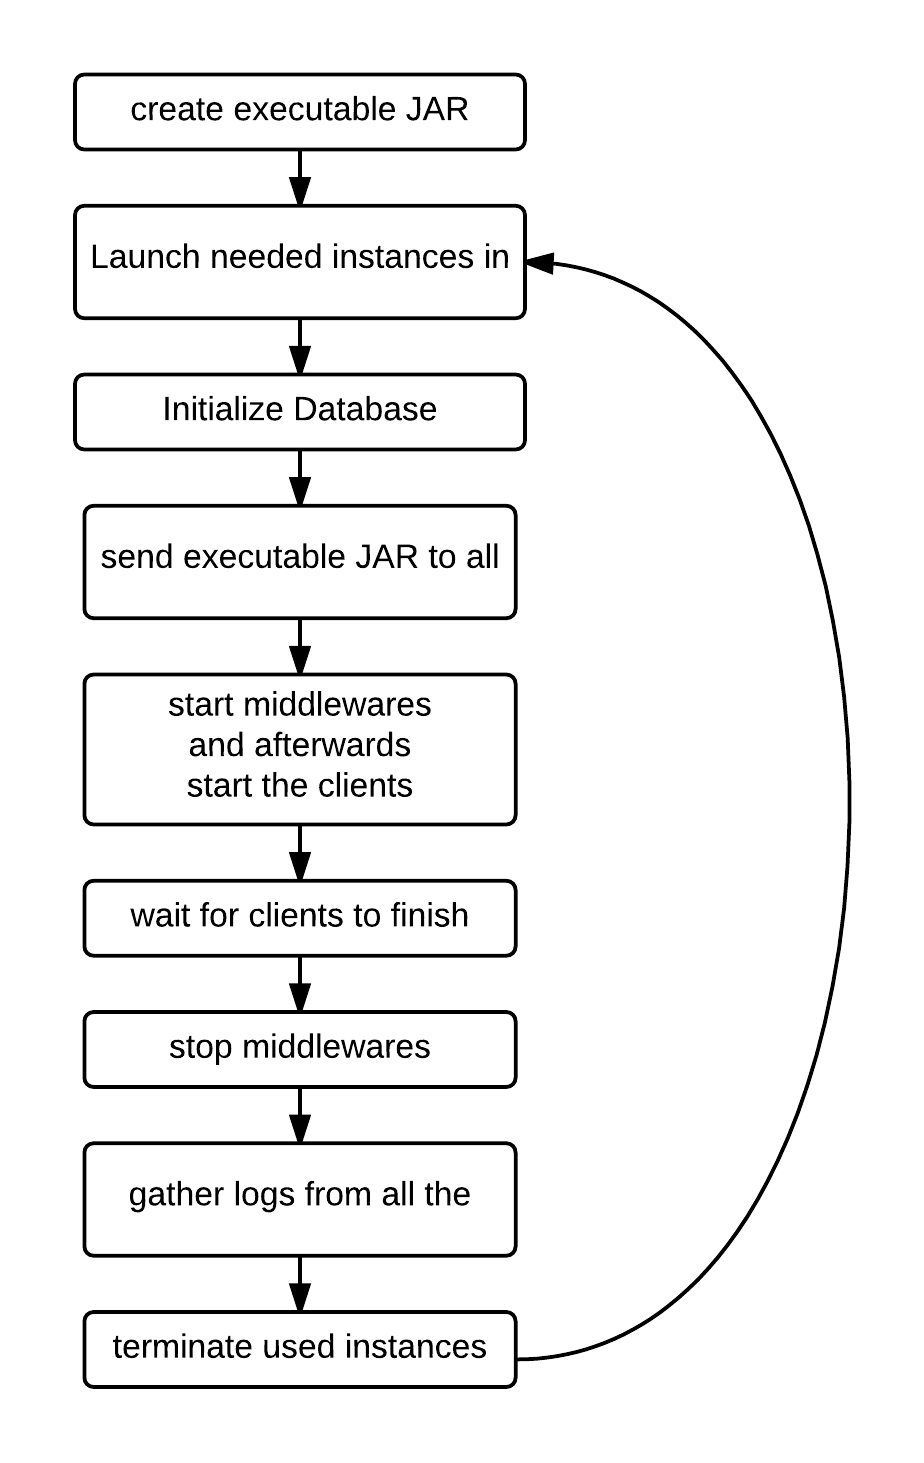 create executable JAR
Launch needed instances in
Initialize Database
send executable JAR to all
start middlewares
and afterwards
start the clients
wait for clients to finish
stop middlewares
gather logs from all the
terminate used instances